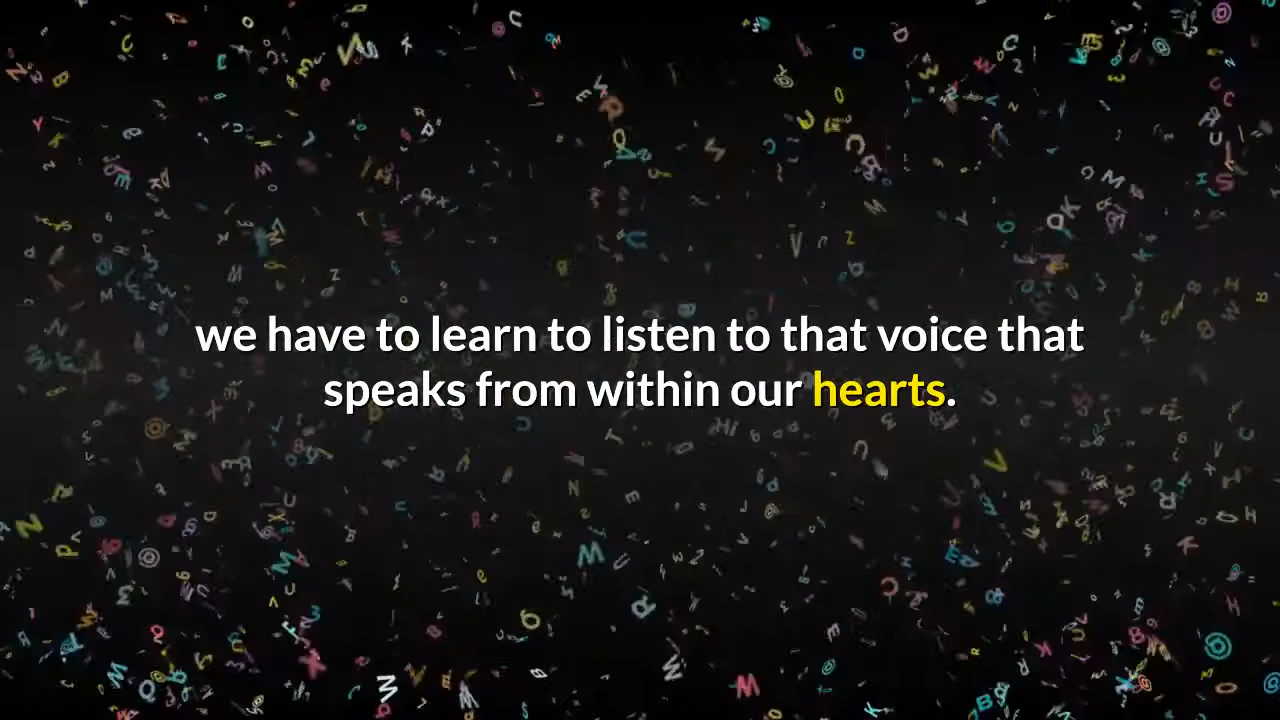 we have to learn to listen to that voice that
speaks from within our hearts.